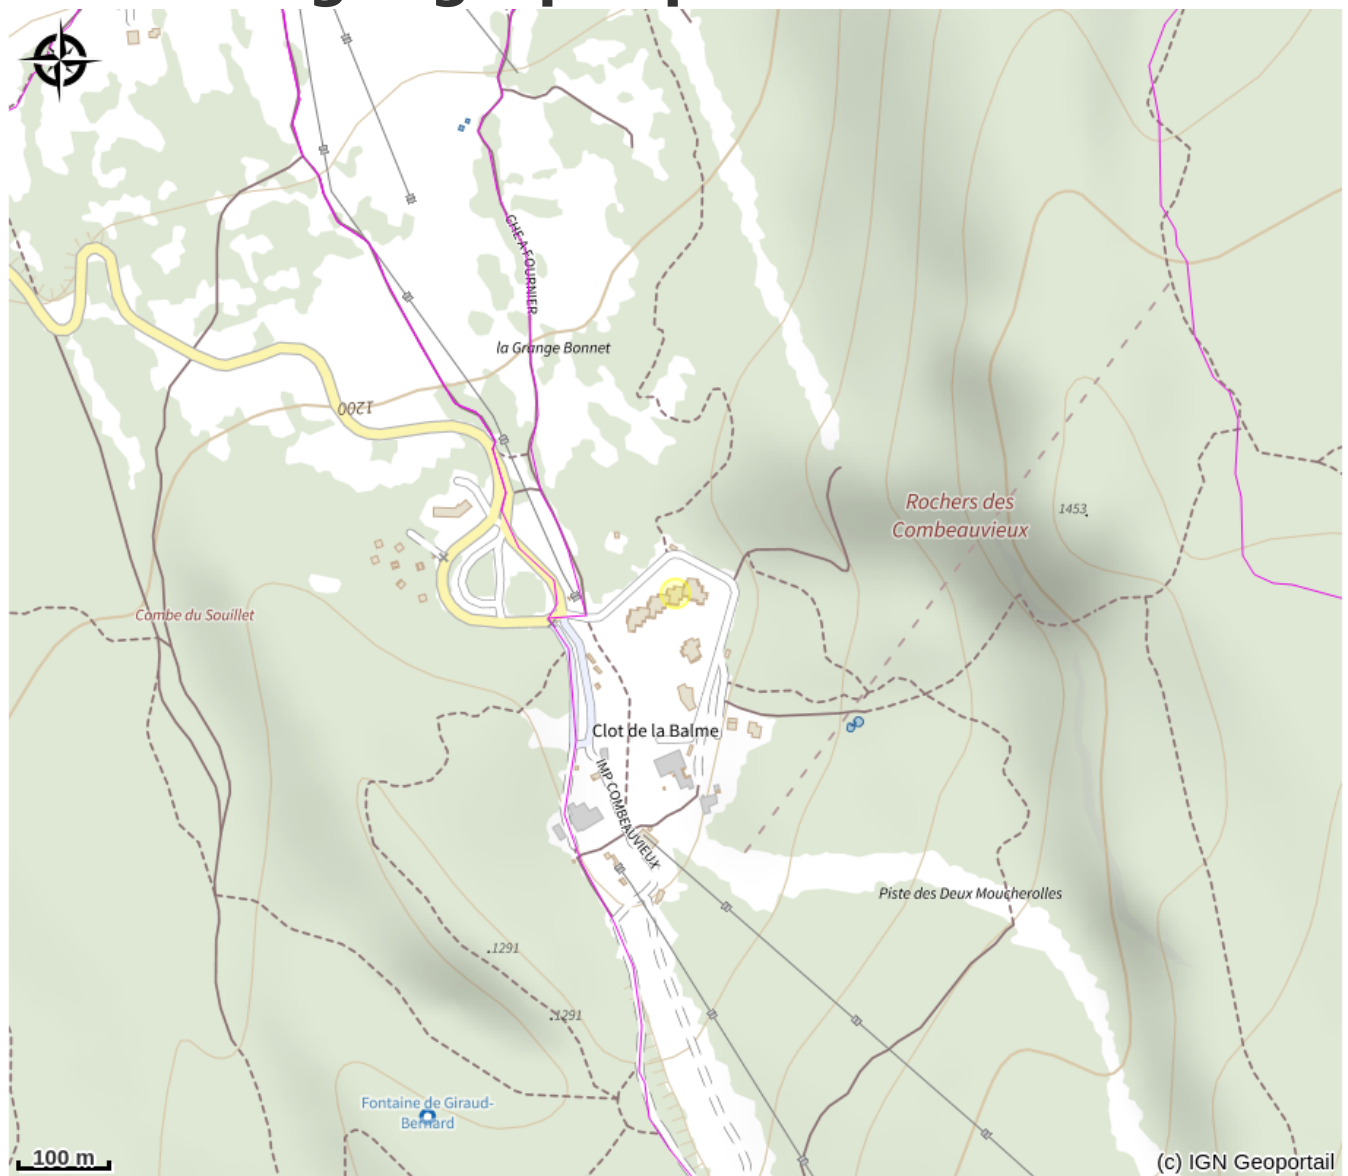 CHE A FOURNIER
la Grange Bonnet
1200
Rochers des
Combeauvieux
1453
Combe du Souillet
Clot de la Balme
IMP COMBEAUVIEUX
Piste des Deux Moucherolles
1291
1291
Fontaine de Giraud-
Bernard
100 m
(c) IGN Geoportail